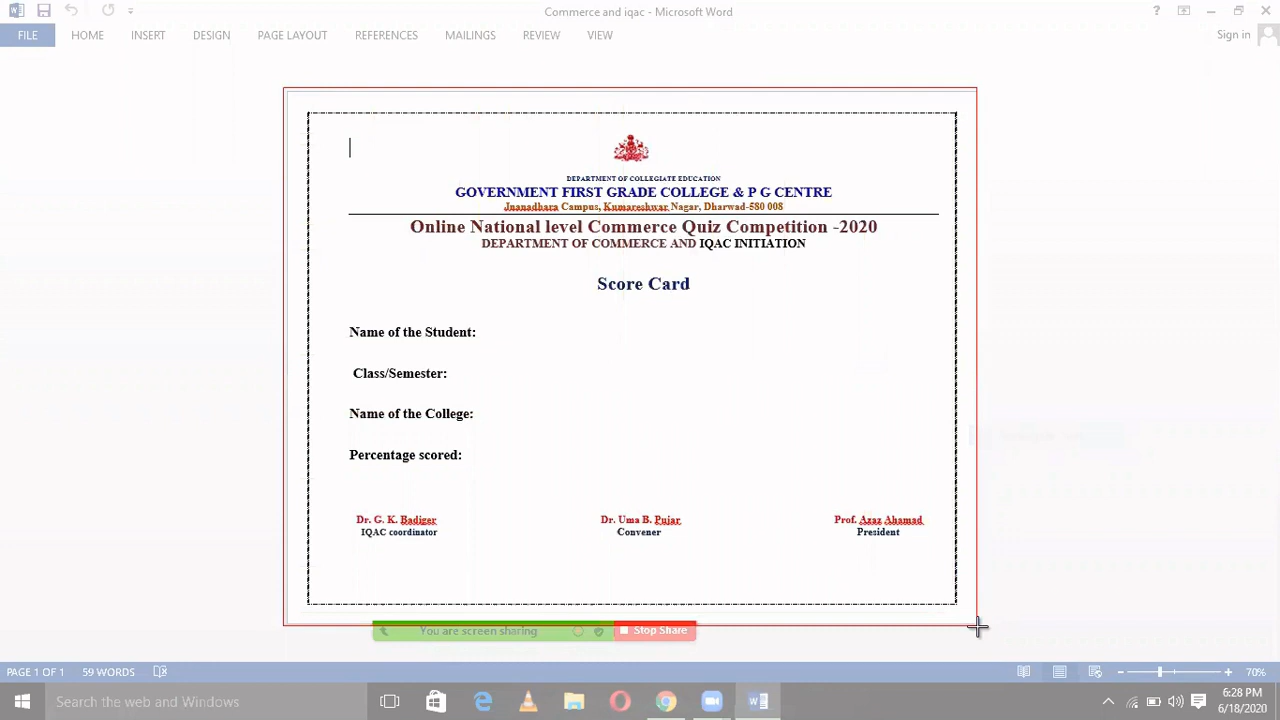 Commerce and iqac - Microsoft Word
?
FILE HOME INSERT DESIGN PAGE LAYOUT REFERENCES MAILINGS REVIEW VIEW Sign in
DEPARTMENT OF COLLEGIATE EDUCATION
GOVERNMENT FIRST GRADE COLLEGE & P G CENTRE
Jnanadhara Campus, Kumareshwar Nagar, Dharwad-580 008
Online National level Commerce Quiz Competition -2020
DEPARTMENT OF COMMERCE AND IQAC INITIATION
Score Card
Name of the Student:
Class/Semester:
Name of the College:
Percentage scored:
Dr. G. K. Badiger Dr. Uma B. Pujar Prof. Azaz Ahamad
IQAC coordinator Convener President
You are screen sharing Stop Share
PAGE 1 OF 1 59 WORDS 70%
Search the web and Windows 6:28 PM
6/18/2020